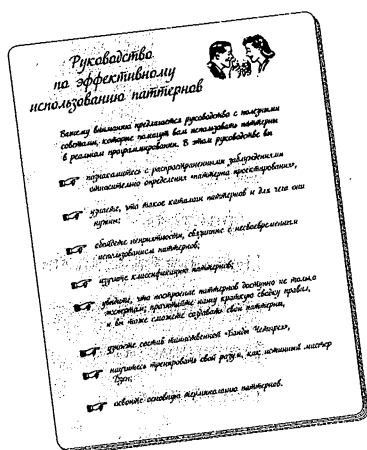 Руководство
по эффективному
использованию паттернов
Вашему вниманию предлагается руководство с полезными
советами, которые помогут вам использовать паттерны
в реальном программировании. В этом руководстве вы
познакомитесь с распространенными заблуждениями
относительно определения «паттерна проектирования»,
узнаете, что такое каталоги паттернов и для чего они
нужны;
обойдете неприятности, связанные с несвоевременным
использованием паттернов;
изучите классификацию паттернов;
увидите, что построение паттернов доступно не только
экспертам; прочитайте нашу краткую сводку правил,
и вы тоже сможете создавать свои паттерны,
узнаете состав таинственной «Банды Четырех»,
научитесь тренировать свой разум, как истинный мастер
Дзен;
освоите основную терминологию паттернов.